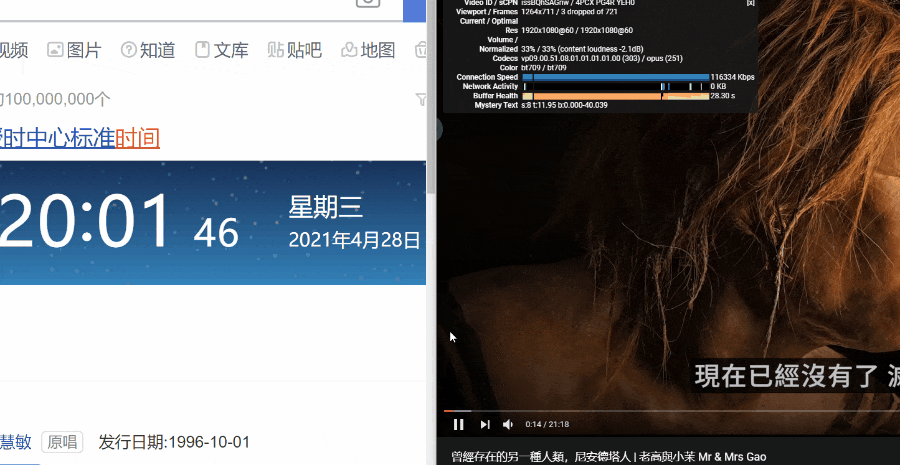 视频 图片 知道 文库 贴吧 地图
100,000,000个
时中心标准时间
20:01 46
星期三
2021年4月28日
慧敏 原唱 发行日期:1996-10-01
Video ID / sCPN
[x]
Viewport / Frames 1264x711 / 3 dropped of 721
Current / Optimal
Res 1920x1080@60 / 1920x1080@60
Volume /
Normalized 33% / 33% (content loudness -2.1dB)
Codecs vp09.00.51.08.01.01.01.01.00 (303) / opus (251)
Color bt709 / bt709
Connection Speed 116334 Kbps
Network Activity 0 KB
Buffer Health 28.30 s
Mystery Text s:8 t:11.95 b:0.000-40.039
現在已經沒有了
0:14 / 21:18
曾經存在的另一種人類，尼安德塔人 | 老高與小茉 Mr & Mrs Gao